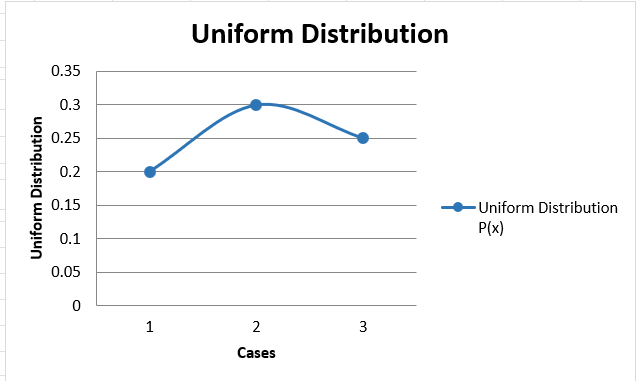 Uniform Distribution
0.35
0.3
0.25
0.2
0.15
0.1
0.05
0
Uniform Distribution
1 2 3
Cases
Uniform Distribution
P(x)